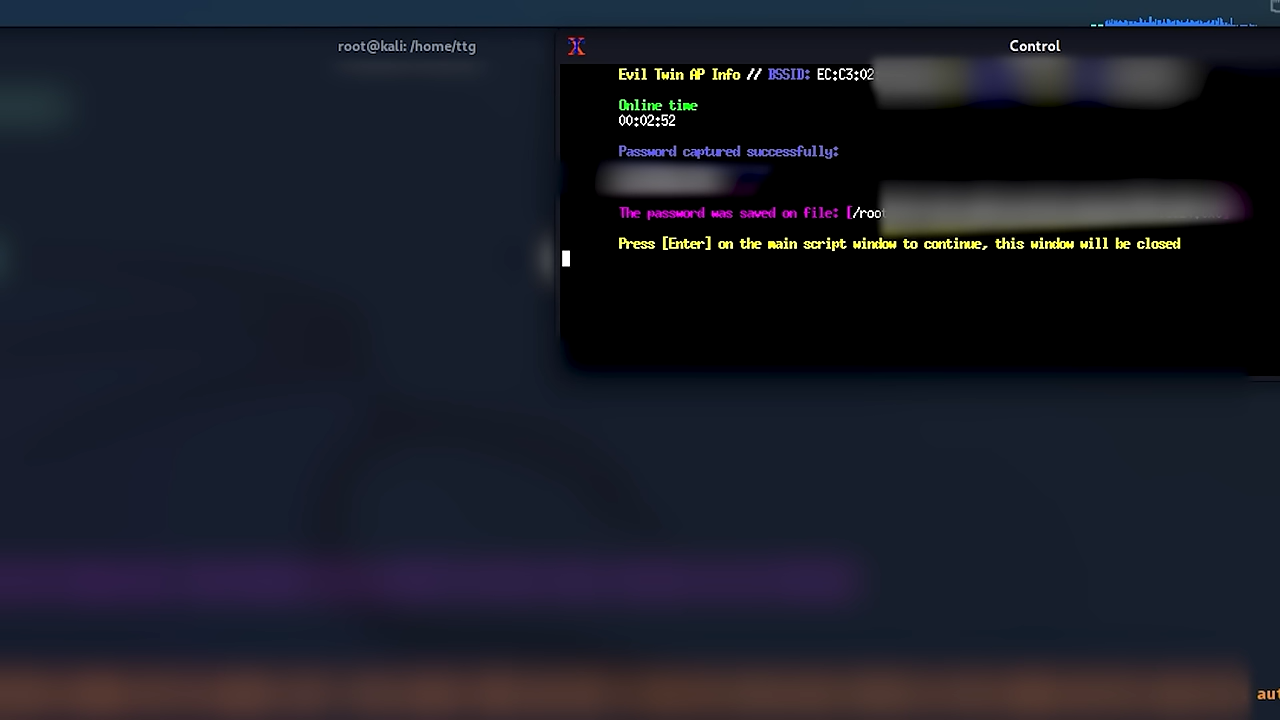 root@kali: /home/ttg
Control
Evil Twin AP Info // BSSID: EC:C3:02
Online time
00:02:52
Password captured successfully:
The password was saved on file: [/root
Press [Enter] on the main script window to continue, this window will be closed